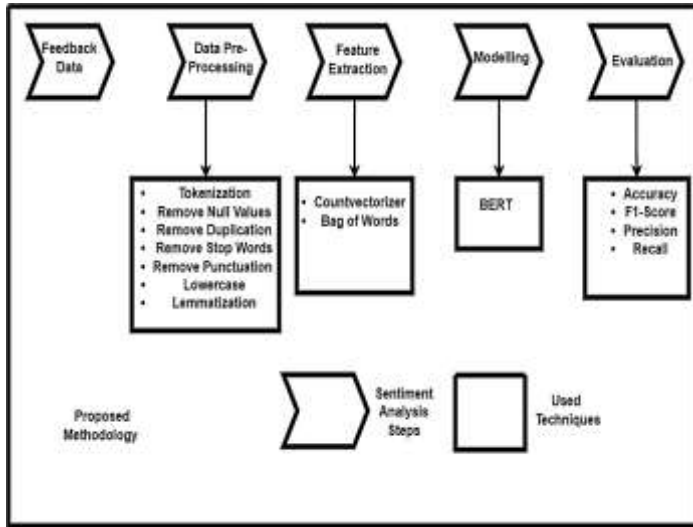 Feedback
Data
Data Pre-
Processing
Feature
Extraction
Modelling
Evaluation
• Tokenization
• Remove Null Values
• Remove Duplication
• Remove Stop Words
• Remove Punctuation
• Lowercase
• Lemmatization
• Countvectorizer
• Bag of Words
BERT
• Accuracy
• F1-Score
• Precision
• Recall
Proposed
Methodology
Sentiment
Analysis
Steps
Used
Techniques